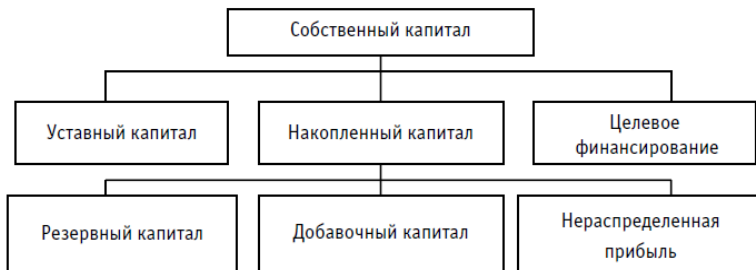 Собственный капитал
Уставный капитал
Накопленный капитал
Целевое
финансирование
Резервный капитал
Добавочный капитал
Нераспределенная
прибыль